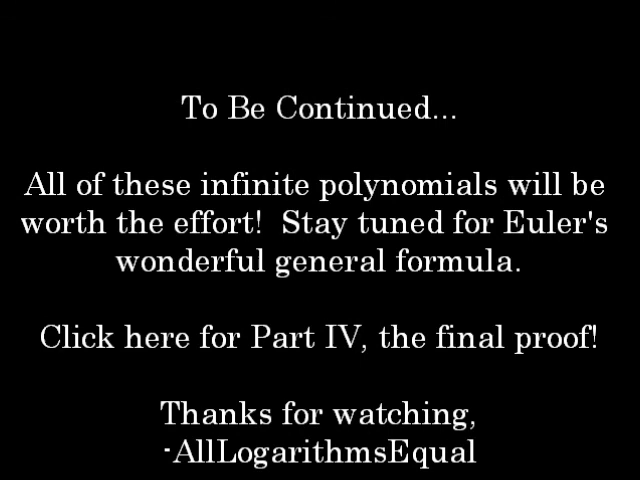 To Be Continued...
All of these infinite polynomials will be
worth the effort!  Stay tuned for Euler's
wonderful general formula.
Click here for Part IV, the final proof!
Thanks for watching,
-AllLogarithmsEqual